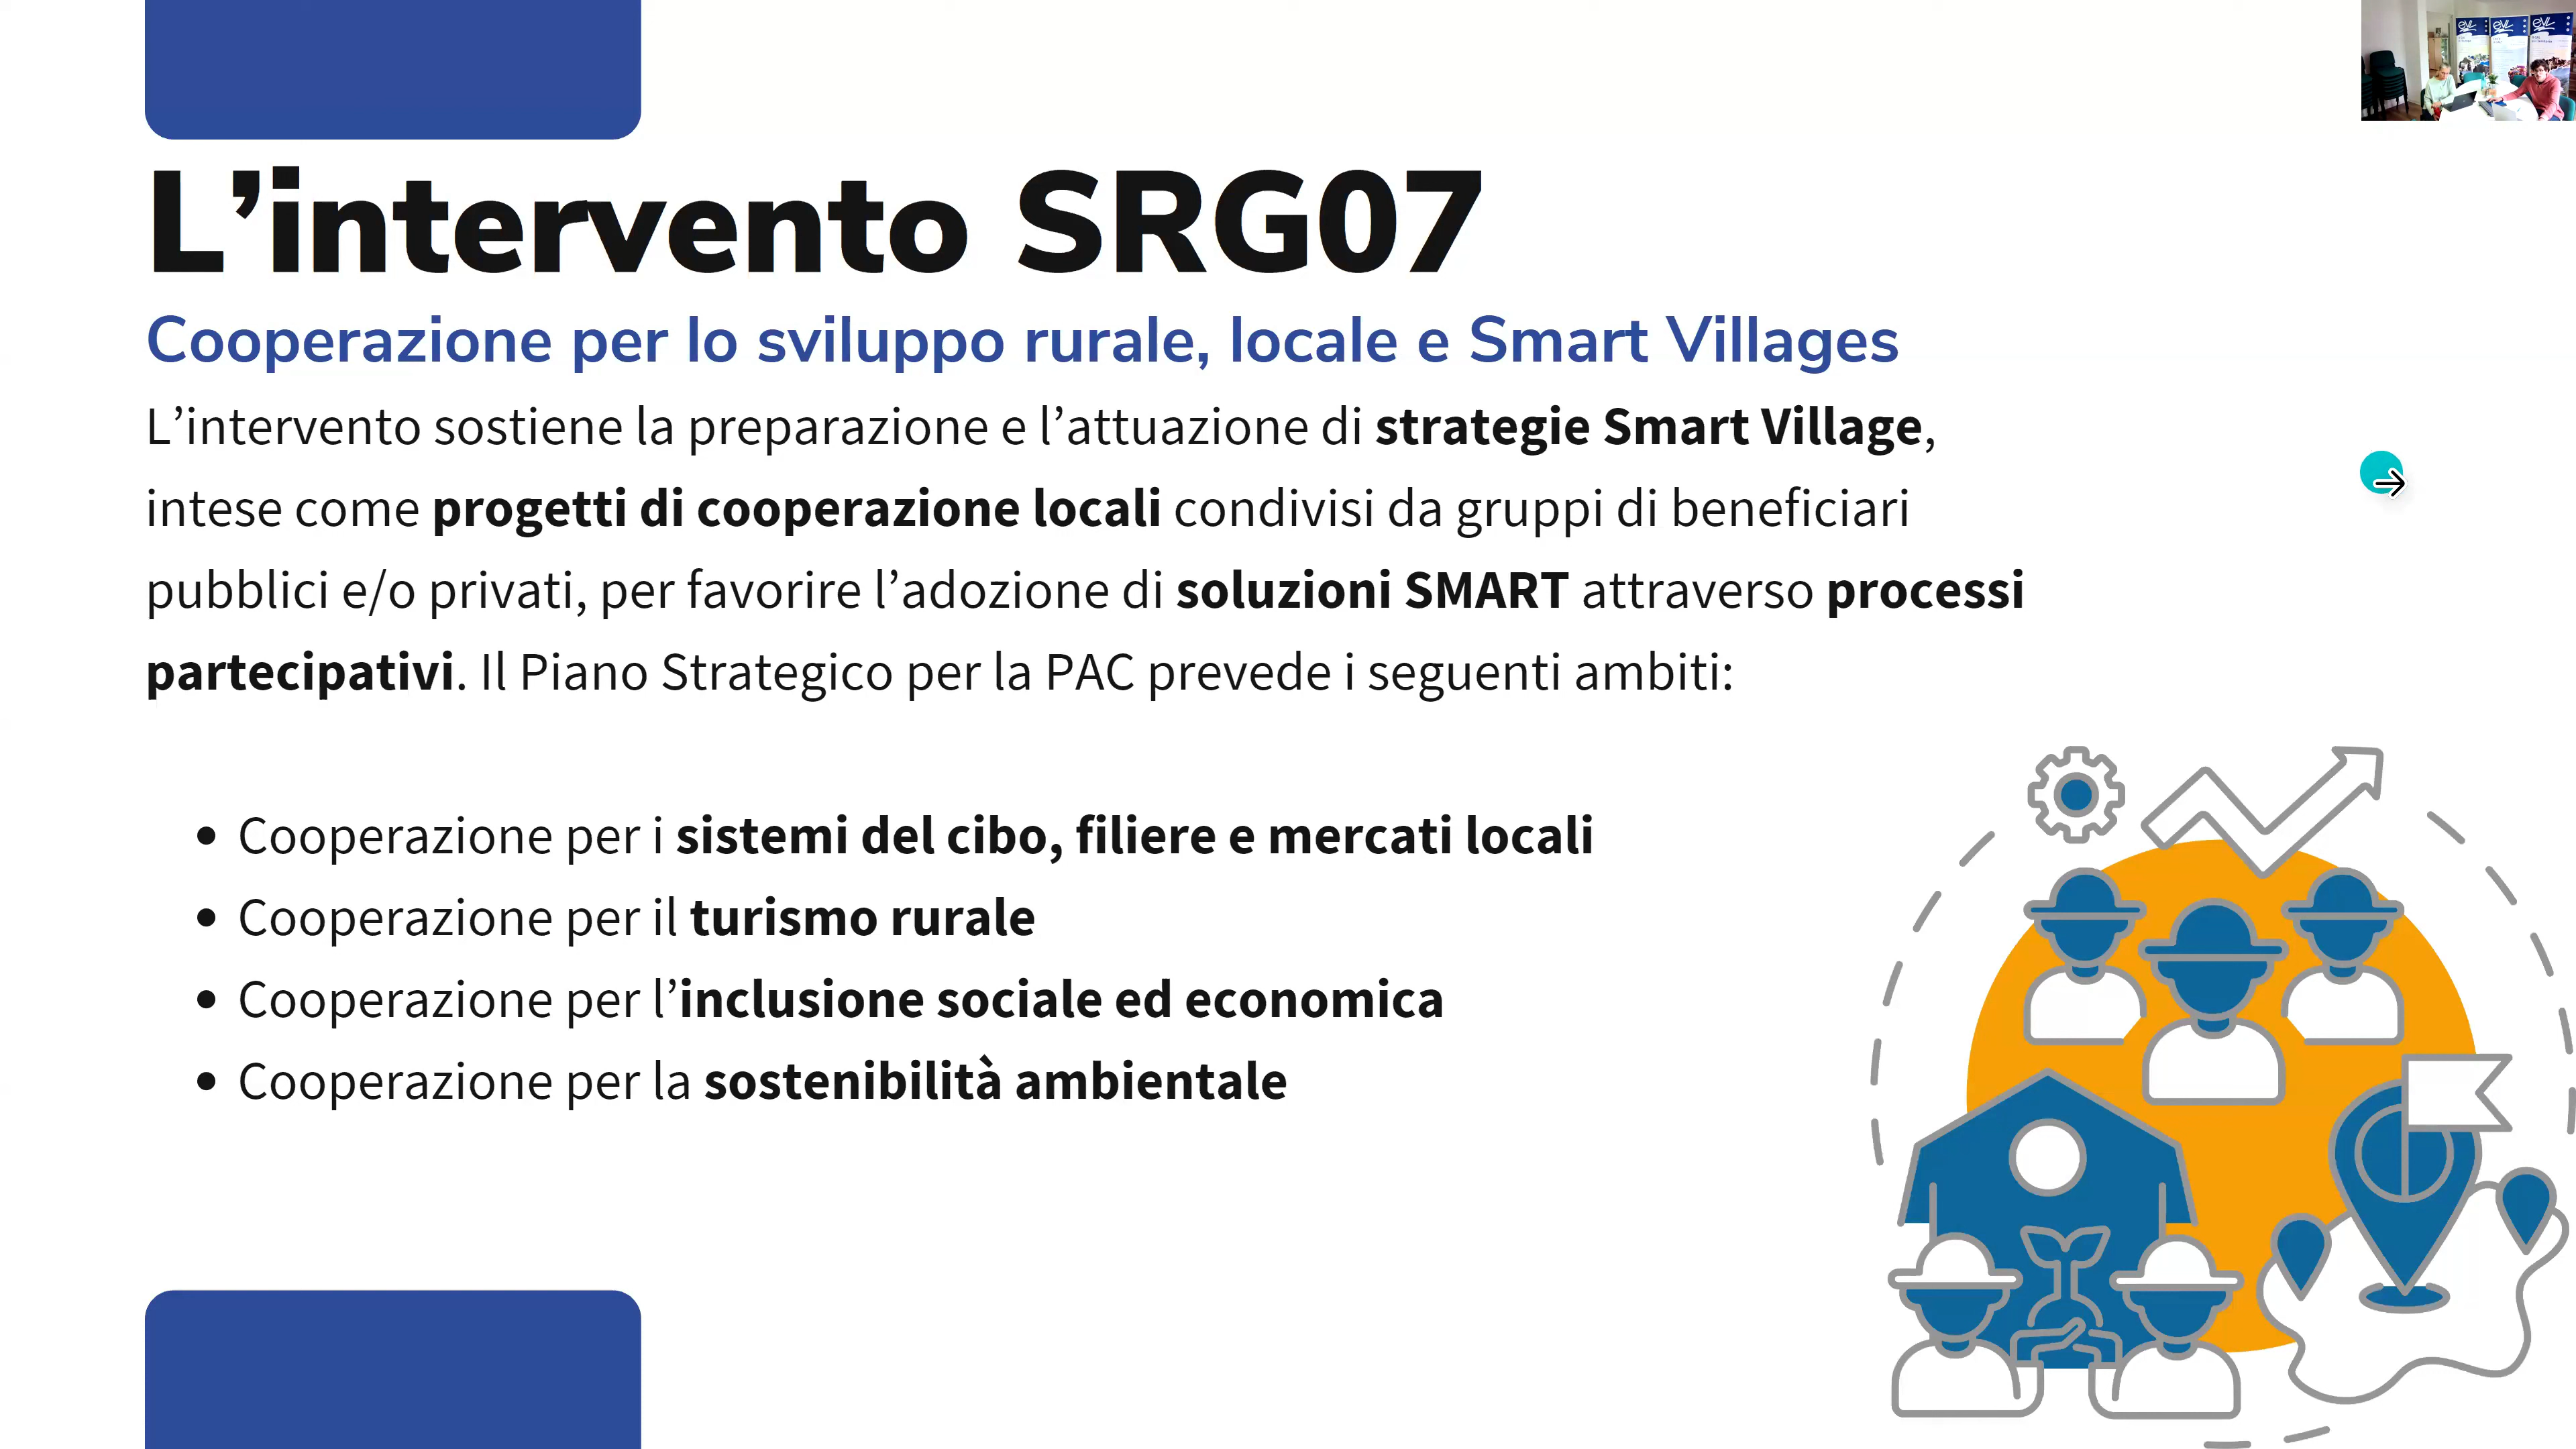 L’intervento SRG07
Cooperazione per lo sviluppo rurale, locale e Smart Villages
L’intervento sostiene la preparazione e l’attuazione di strategie Smart Village,
intese come progetti di cooperazione locali condivisi da gruppi di beneficiari
pubblici e/o privati, per favorire l’adozione di soluzioni SMART attraverso processi
partecipativi. Il Piano Strategico per la PAC prevede i seguenti ambiti:
• Cooperazione per i sistemi del cibo, filiere e mercati locali
• Cooperazione per il turismo rurale
• Cooperazione per l’inclusione sociale ed economica
• Cooperazione per la sostenibilità ambientale